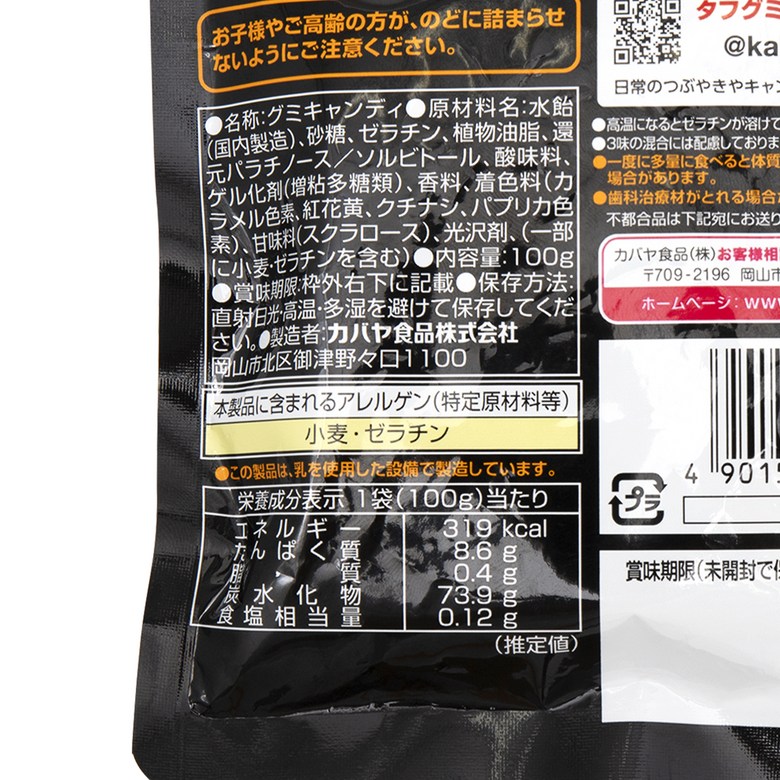 お子様やご高齢の方が、のどに詰まらせ
ないようにご注意ください。
●名称:グミキャンディ●原材料名:水飴
(国内製造)、砂糖、ゼラチン、植物油脂、還
元パラチノース／ソルビトール、酸味料、
ゲル化剤(増粘多糖類)、香料、着色料(カ
ラメル色素、紅花黄、クチナシ、パプリカ色
素)、甘味料(スクラロース)、光沢剤、(一部
に小麦・ゼラチンを含む)●内容量:100g
●賞味期限:枠外右下に記載●保存方法:
直射日光・高温・多湿を避けて保存してくだ
さい。●製造者:カバヤ食品株式会社
岡山市北区御津野々口1100
本製品に含まれるアレルゲン(特定原材料等)
小麦・ゼラチン
●この製品は、乳を使用した設備で製造しています。
栄養成分表示 1袋(100g)当たり
エネルギー 319 kcal
たんぱく質 8.6 g
脂質 0.4 g
炭水化物 73.9 g
食塩相当量 0.12 g
(推定値)
タフグミ
@ka
日常のつぶやきやキャン
●高温になるとゼラチンが溶けて
●3味の混合には配慮しておりま
●一度に多量に食べると体質
場合があります。
●歯科治療材がとれる場合が
不都合品は下記宛にお送り
カバヤ食品(株)お客様相
〒709-2196 岡山市
ホームページ:www
プラ
4 9015
賞味期限(未開封で保